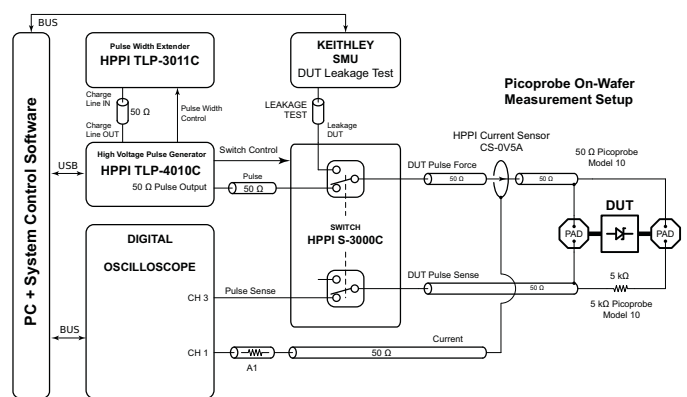 BUS
PC + System Control Software
Pulse Width Extender
HPPI TLP-3011C
Charge
Line IN
50 Ω
Charge
Line OUT
Pulse Width
Control
KEITHLEY
SMU
DUT Leakage Test
LEAKAGE
TEST
Leakage
DUT
Picoprobe On-Wafer
Measurement Setup
USB
High Voltage Pulse Generator
HPPI TLP-4010C
50 Ω Pulse Output
Switch Control
Pulse
50 Ω
SWITCH
HPPI S-3000C
DUT Pulse Force
50 Ω
HPPI Current Sensor
CS-0V5A
50 Ω
50 Ω Picoprobe
Model 10
DUT
PAD
PAD
DIGITAL
OSCILLOSCOPE
CH 3
Pulse Sense
DUT Pulse Sense
50 Ω
5 kΩ
5 kΩ Picoprobe
Model 10
BUS
CH 1
A1
50 Ω
Current